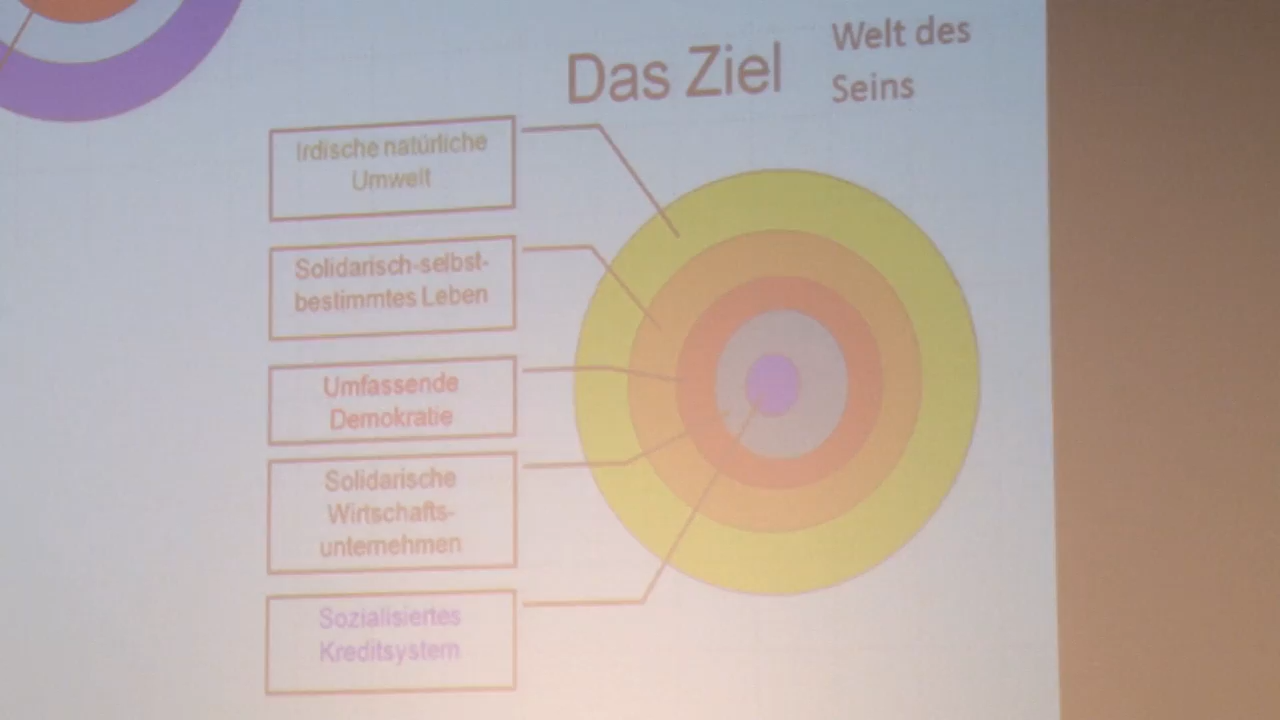 Das Ziel
Welt des
Seins
Irdische natürliche
Umwelt
Solidarisch-selbst-
bestimmtes Leben
Umfassende
Demokratie
Solidarische
Wirtschafts-
unternehmen
Sozialisiertes
Kreditsystem